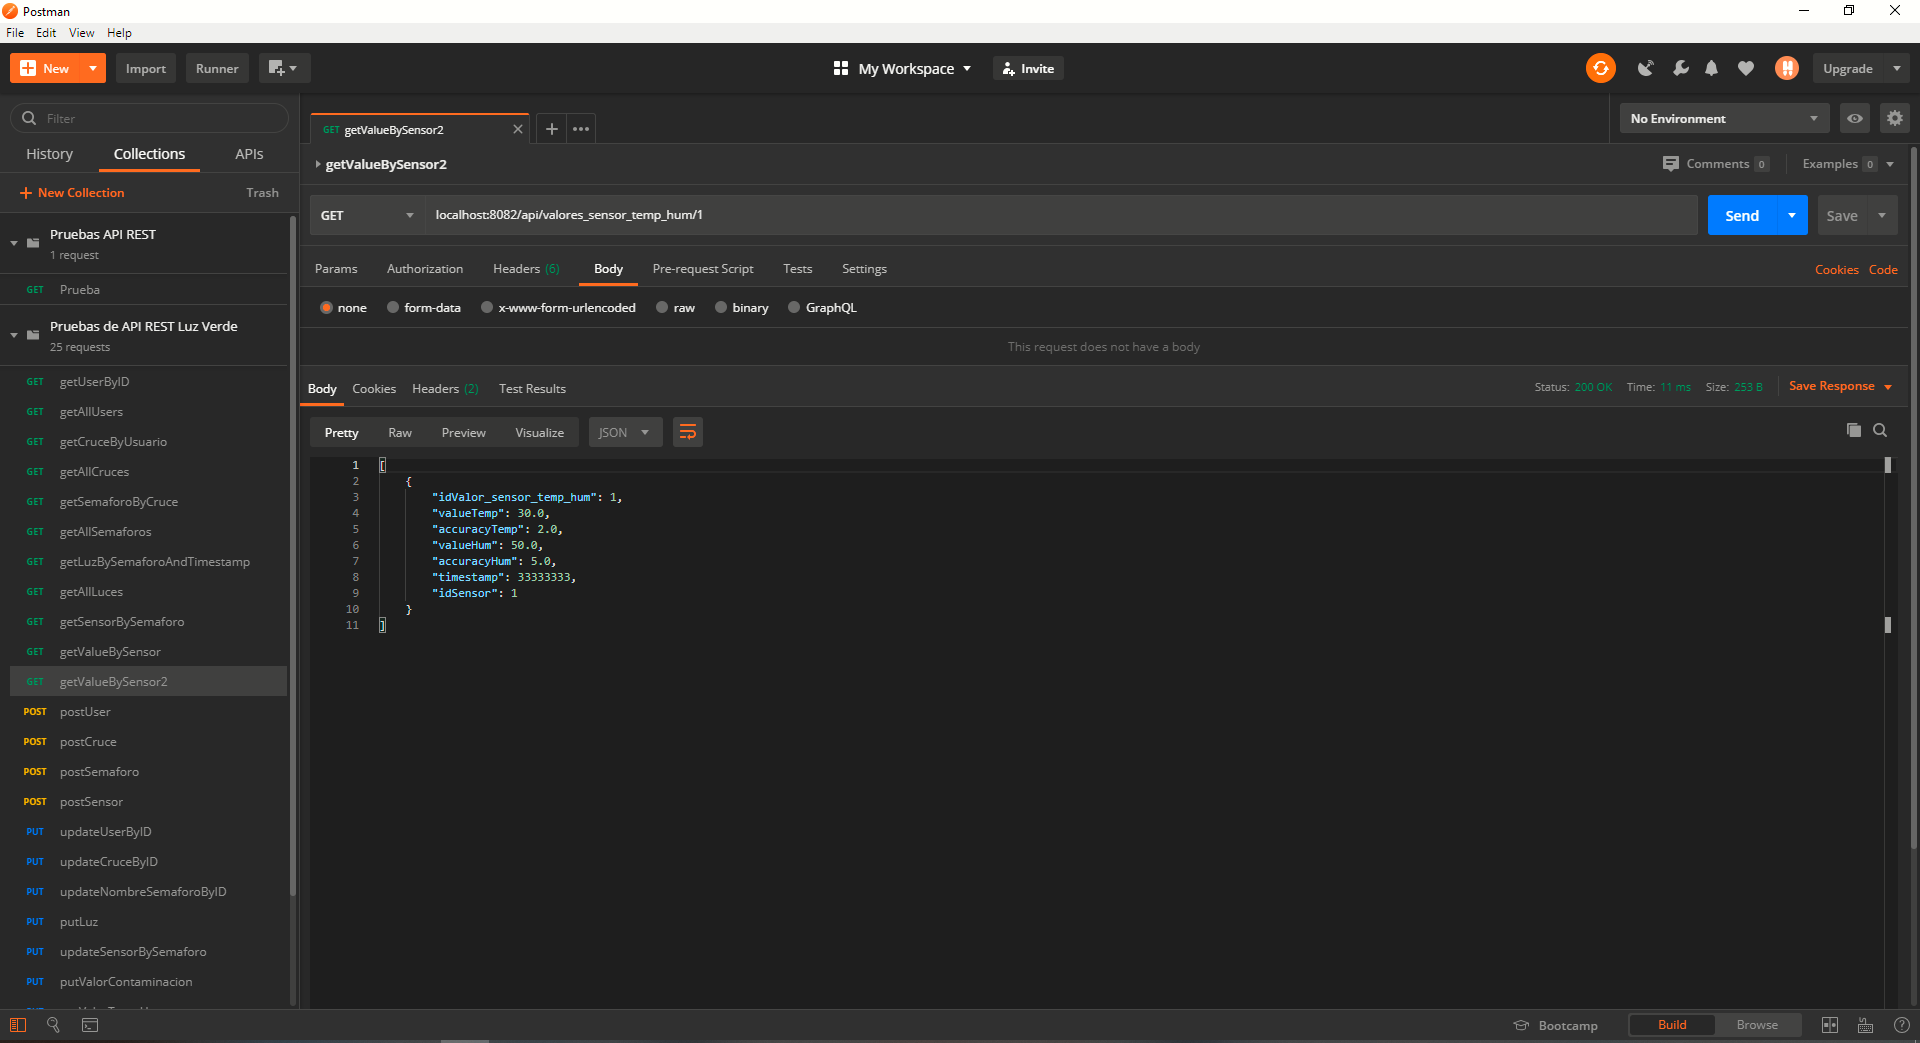 Postman
File Edit View Help
New Import Runner My Workspace Invite Upgrade
Filter
History Collections APIs
New Collection Trash
Pruebas API REST
1 request
GET Prueba
Pruebas de API REST Luz Verde
25 requests
GET getUserByID
GET getAllUsers
GET getCruceByUsuario
GET getAllCruces
GET getSemaforoByCruce
GET getAllSemaforos
GET getLuzBySemaforoAndTimestamp
GET getAllLuces
GET getSensorBySemaforo
GET getValueBySensor
GET getValueBySensor2
POST postUser
POST postCruce
POST postSemaforo
POST postSensor
PUT updateUserByID
PUT updateCruceByID
PUT updateNombreSemaforoByID
PUT putLuz
PUT updateSensorBySemaforo
PUT putValorContaminacion
GET getValueBySensor2
No Environment
getValueBySensor2
Comments 0 Examples 0
GET localhost:8082/api/valores_sensor_temp_hum/1 Send Save
Params Authorization Headers (6) Body Pre-request Script Tests Settings Cookies Code
none form-data x-www-form-urlencoded raw binary GraphQL
This request does not have a body
Body Cookies Headers (2) Test Results Status: 200 OK Time: 11 ms Size: 253 B Save Response
Pretty Raw Preview Visualize JSON
1 [
2 {
3 "idValor_sensor_temp_hum": 1,
4 "valueTemp": 30.0,
5 "accuracyTemp": 2.0,
6 "valueHum": 50.0,
7 "accuracyHum": 5.0,
8 "timestamp": 33333333,
9 "idSensor": 1
10 }
11 ]
Bootcamp Build Browse